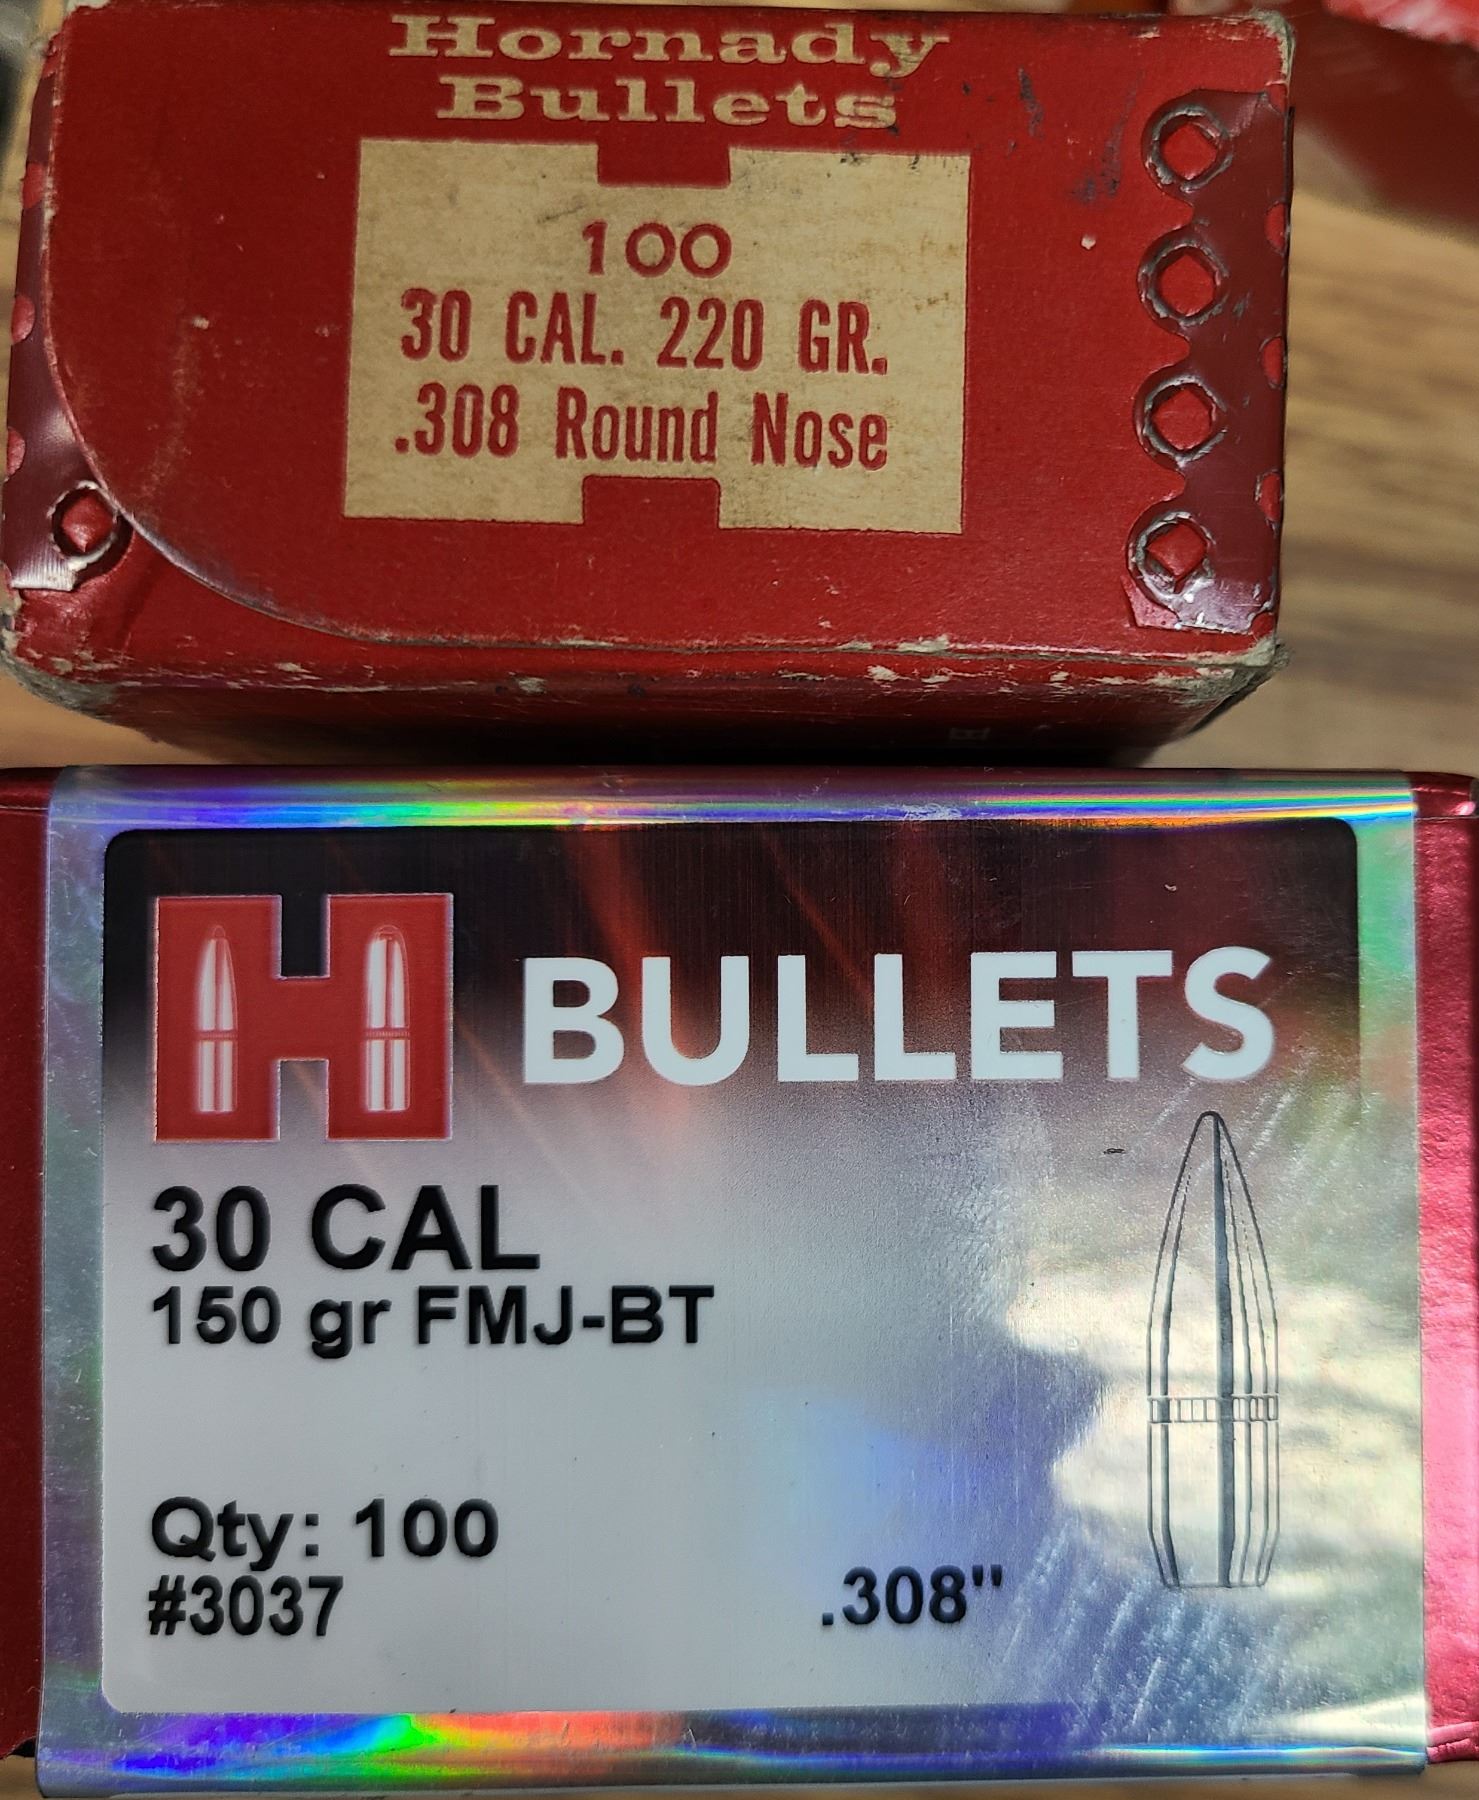 Hornady
Bullets
100
30 CAL. 220 GR.
.308 Round Nose
H BULLETS
30 CAL
150 gr FMJ-BT
Qty: 100
#3037
.308"